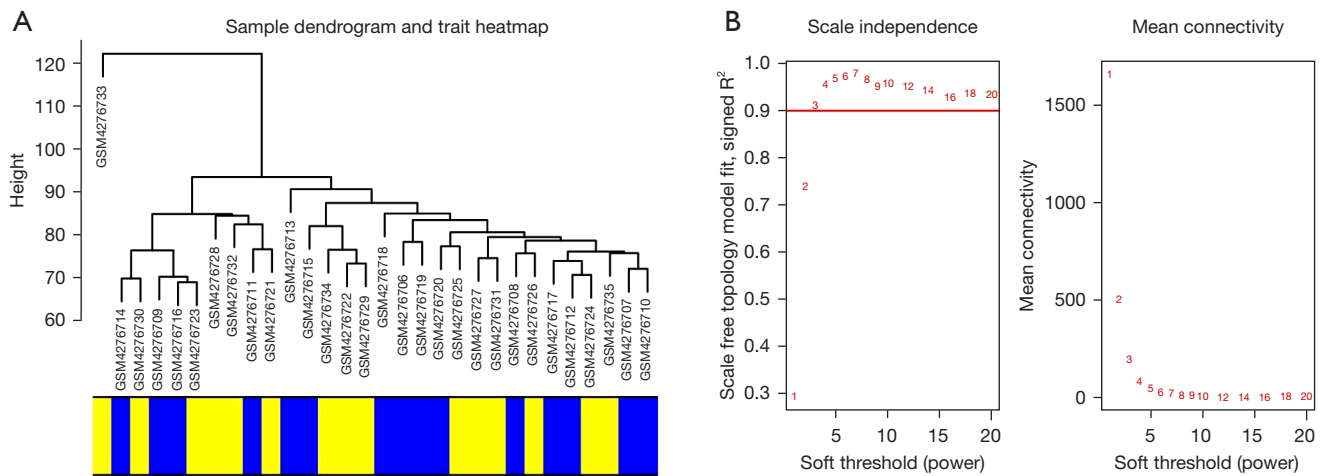 A
Sample dendrogram and trait heatmap
Height
120
110
100
90
80
70
60
GSM4276733
GSM4276714
GSM4276730
GSM4276709
GSM4276716
GSM4276723
GSM4276728
GSM4276732
GSM4276711
GSM4276721
GSM4276713
GSM4276715
GSM4276734
GSM4276722
GSM4276729
GSM4276718
GSM4276706
GSM4276719
GSM4276720
GSM4276725
GSM4276727
GSM4276731
GSM4276708
GSM4276726
GSM4276717
GSM4276712
GSM4276724
GSM4276735
GSM4276707
GSM4276710
B
Scale independence
Scale free topology model fit, signed R²
1.0
0.9
0.9
0.7
0.9
0.5
0.9
0.3
1
2
3
4
5
6
7
8
9
10
12
14
16
18
20
5
10
15
20
Soft threshold (power)
Mean connectivity
Mean connectivity
1500
1000
500
0
1
2
3
4
5
6
7
8
9
10
12
14
16
18
20
5
10
15
20
Soft threshold (power)